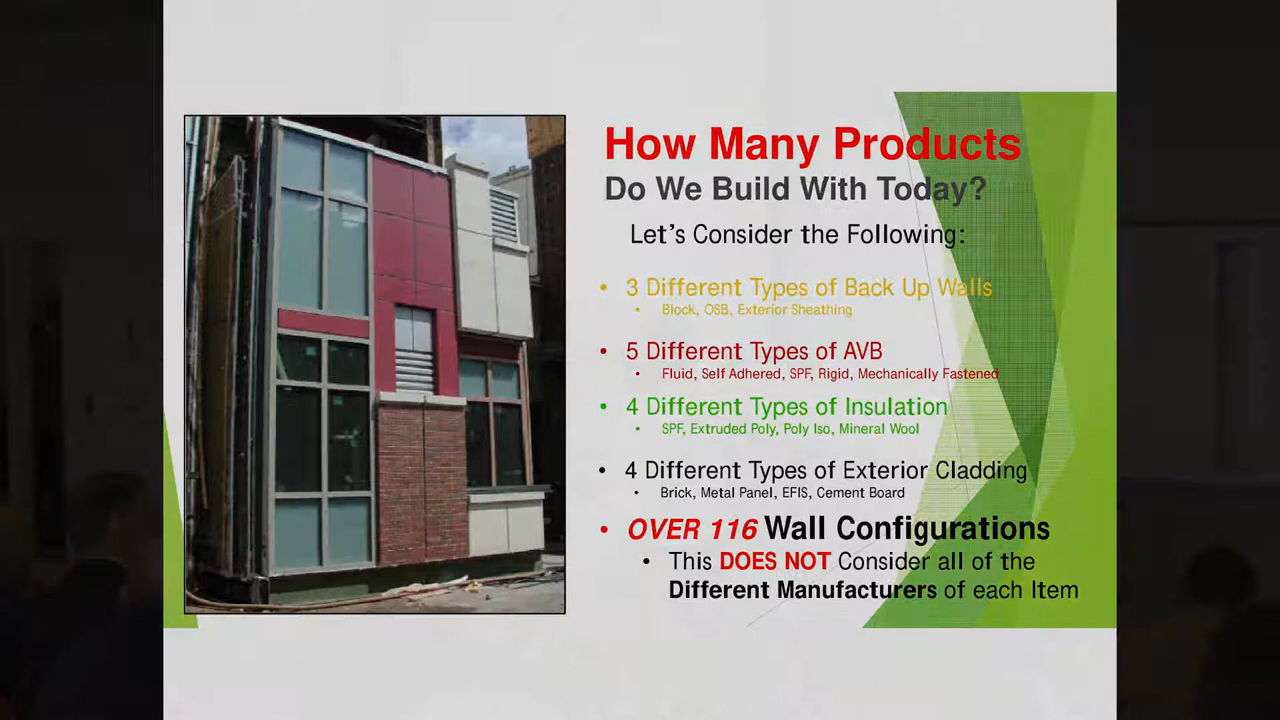 How Many Products
Do We Build With Today?
Let's Consider the Following:
• 3 Different Types of Back Up Walls
• Block, OSB, Exterior Sheathing
• 5 Different Types of AVB
• Fluid, Self Adhered, SPF, Rigid, Mechanically Fastened
• 4 Different Types of Insulation
• SPF, Extruded Poly, Poly Iso, Mineral Wool
• 4 Different Types of Exterior Cladding
• Brick, Metal Panel, EFIS, Cement Board
• OVER 116 Wall Configurations
• This DOES NOT Consider all of the
Different Manufacturers of each Item